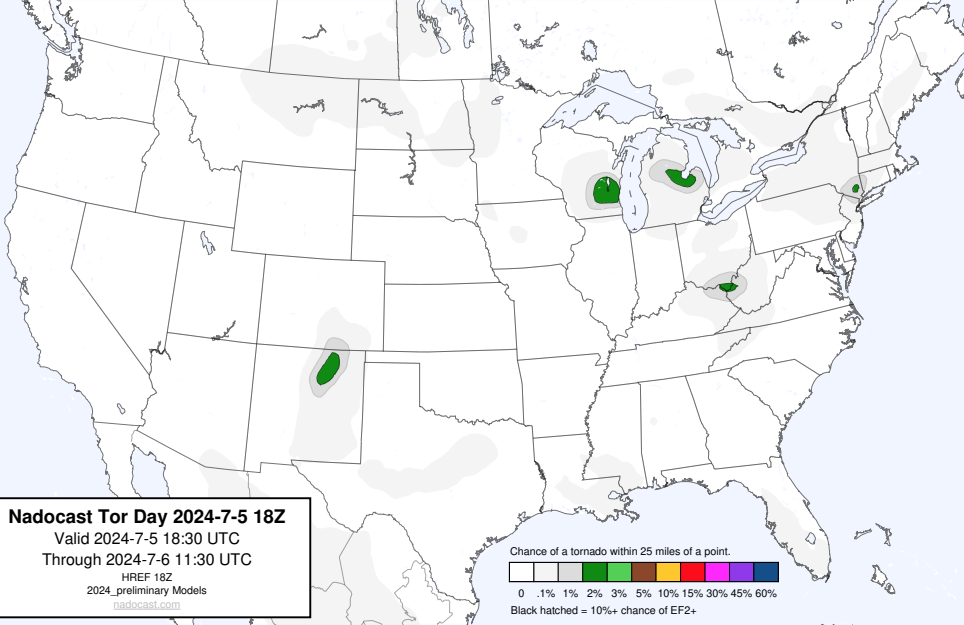 Nadocast Tor Day 2024-7-5 18Z
Valid 2024-7-5 18:30 UTC
Through 2024-7-6 11:30 UTC
HREF 18Z
2024_preliminary Models
nadocast.com
Chance of a tornado within 25 miles of a point.
0 .1% 1% 2% 3% 5% 10% 15% 30% 45% 60%
Black hatched = 10%+ chance of EF2+